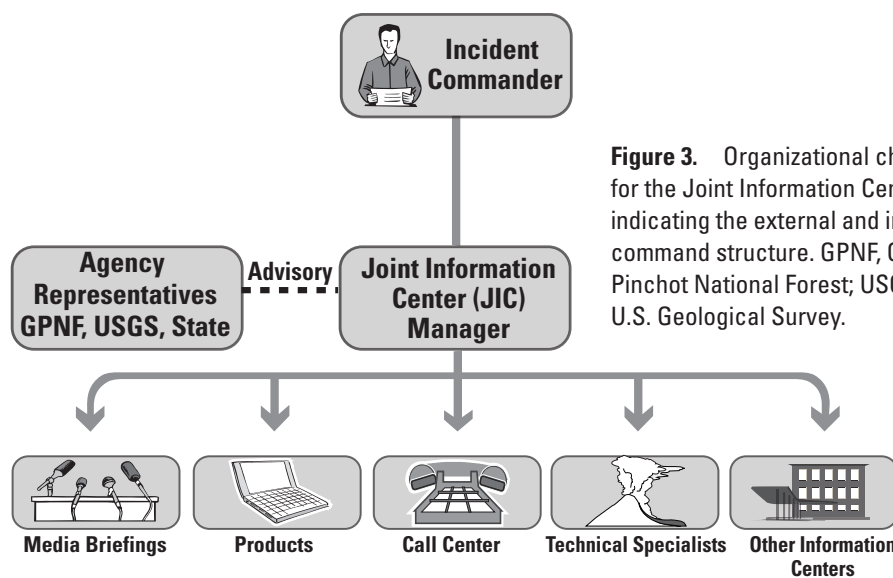 Incident
Commander
Figure 3. Organizational
for the Joint Information
indicating the external and
command structure. GPNF,
Pinchot National Forest;
U.S. Geological Survey.
Agency
Representatives
GPNF, USGS, State
Advisory
Joint Information
Center (JIC)
Manager
Media Briefings
Products
Call Center
Technical Specialists
Other Information
Centers